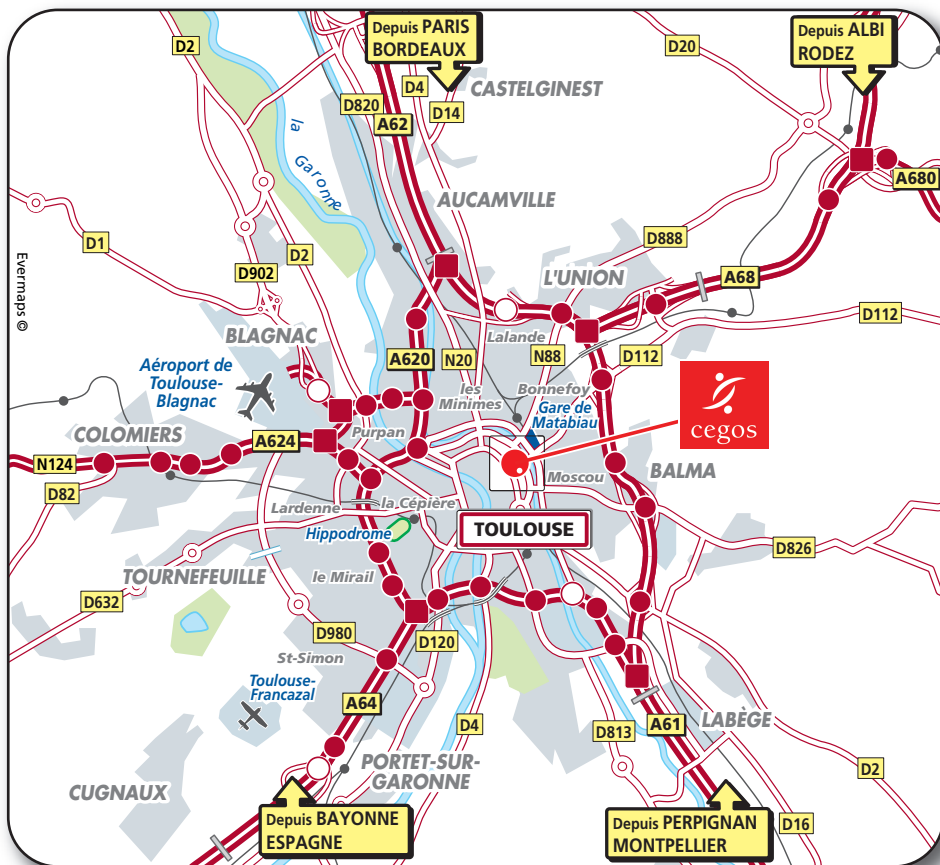 Depuis PARIS
BORDEAUX
Depuis ALBI
RODEZ
D2
D20
D4
D820
D14
A62
CASTELGINEST
la
Garonne
A680
AUCAMVILLE
D1
D2
D902
D888
L'UNION
A68
Evermaps ©
BLAGNAC
Lalande
D112
A620
N20
N88
D112
Aéroport de
Toulouse-
Blagnac
les
Minimes
Bonnefoy
Gare de
Matabiau
cegos
COLOMIERS
A624
Purpan
N124
Moscou
BALMA
D82
Lardenne
la Cépière
Hippodrome
TOULOUSE
D826
TOURNEFEUILLE
le Mirail
D632
D980
D120
St-Simon
Toulouse-
Francazal
A64
D4
D813
A61
LABÈGE
PORTET-SUR-
GARONNE
D2
CUGNAUX
Depuis BAYONNE
ESPAGNE
Depuis PERPIGNAN
MONTPELLIER
D16